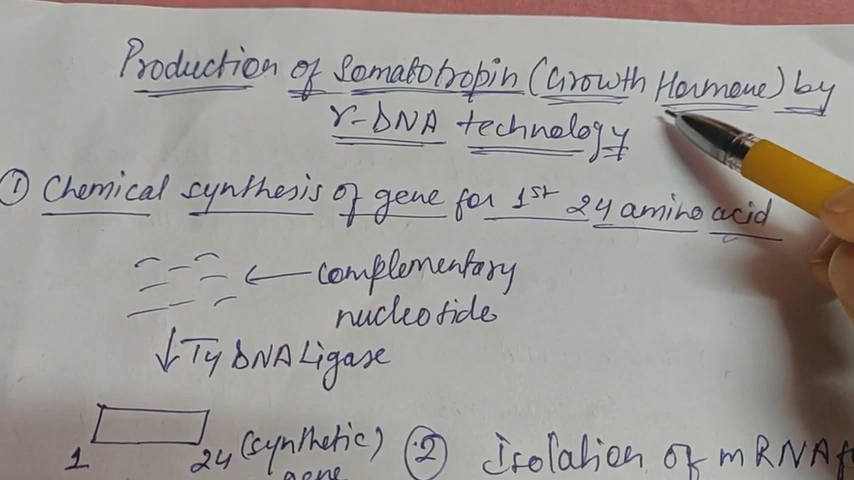 Production of Somatotropin (Growth Hormone) by
r-DNA technology
① Chemical synthesis of gene for 1st 24 amino acid
complementary
nucleotide
T4 DNA Ligase
1 24 (synthetic)
gene
② Isolation of mRNA